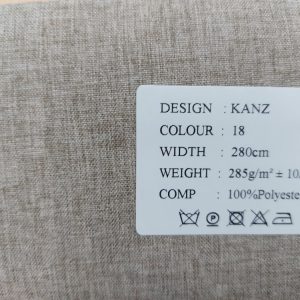 DESIGN : KANZ
COLOUR : 18
WIDTH : 280cm
WEIGHT : 285g/m² ± 10
COMP : 100%Polyeste